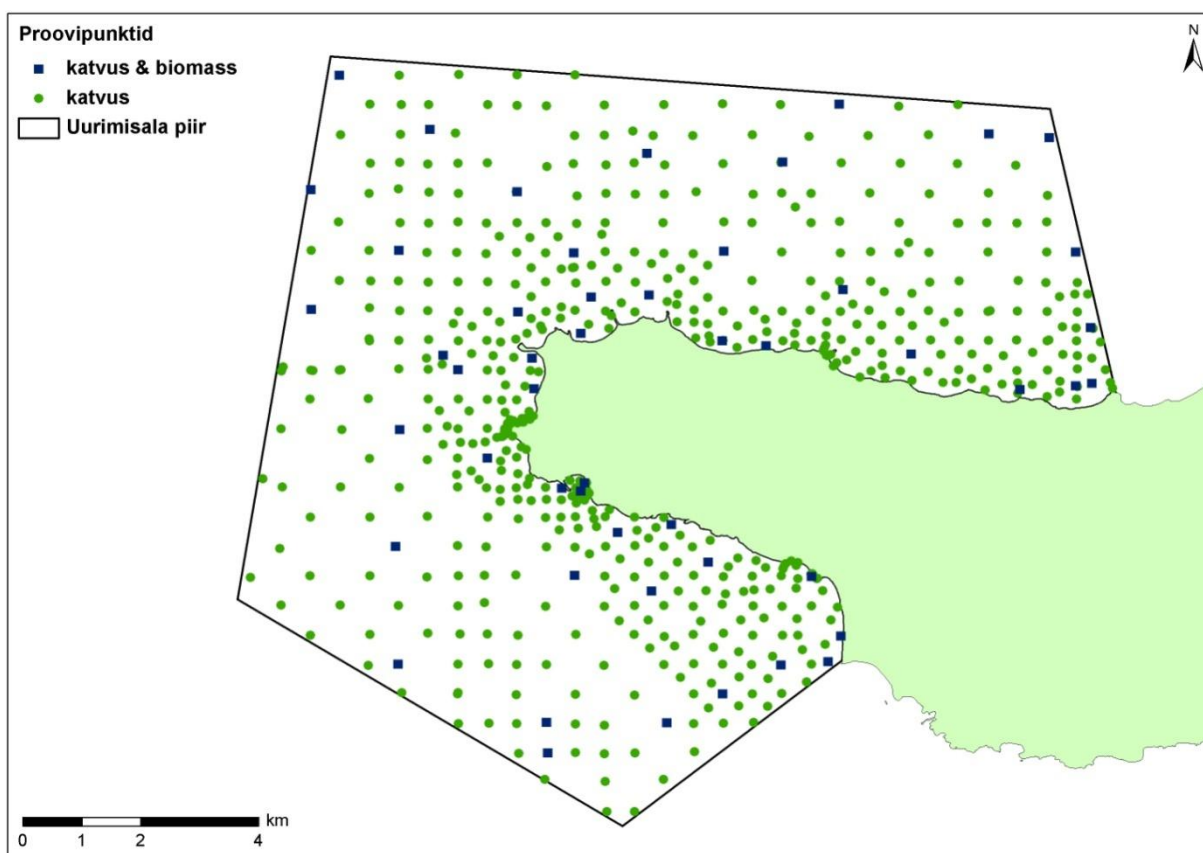 Proovipunktid
katvus & biomass
katvus
Uurimisala piir
N
km
0 1 2 4